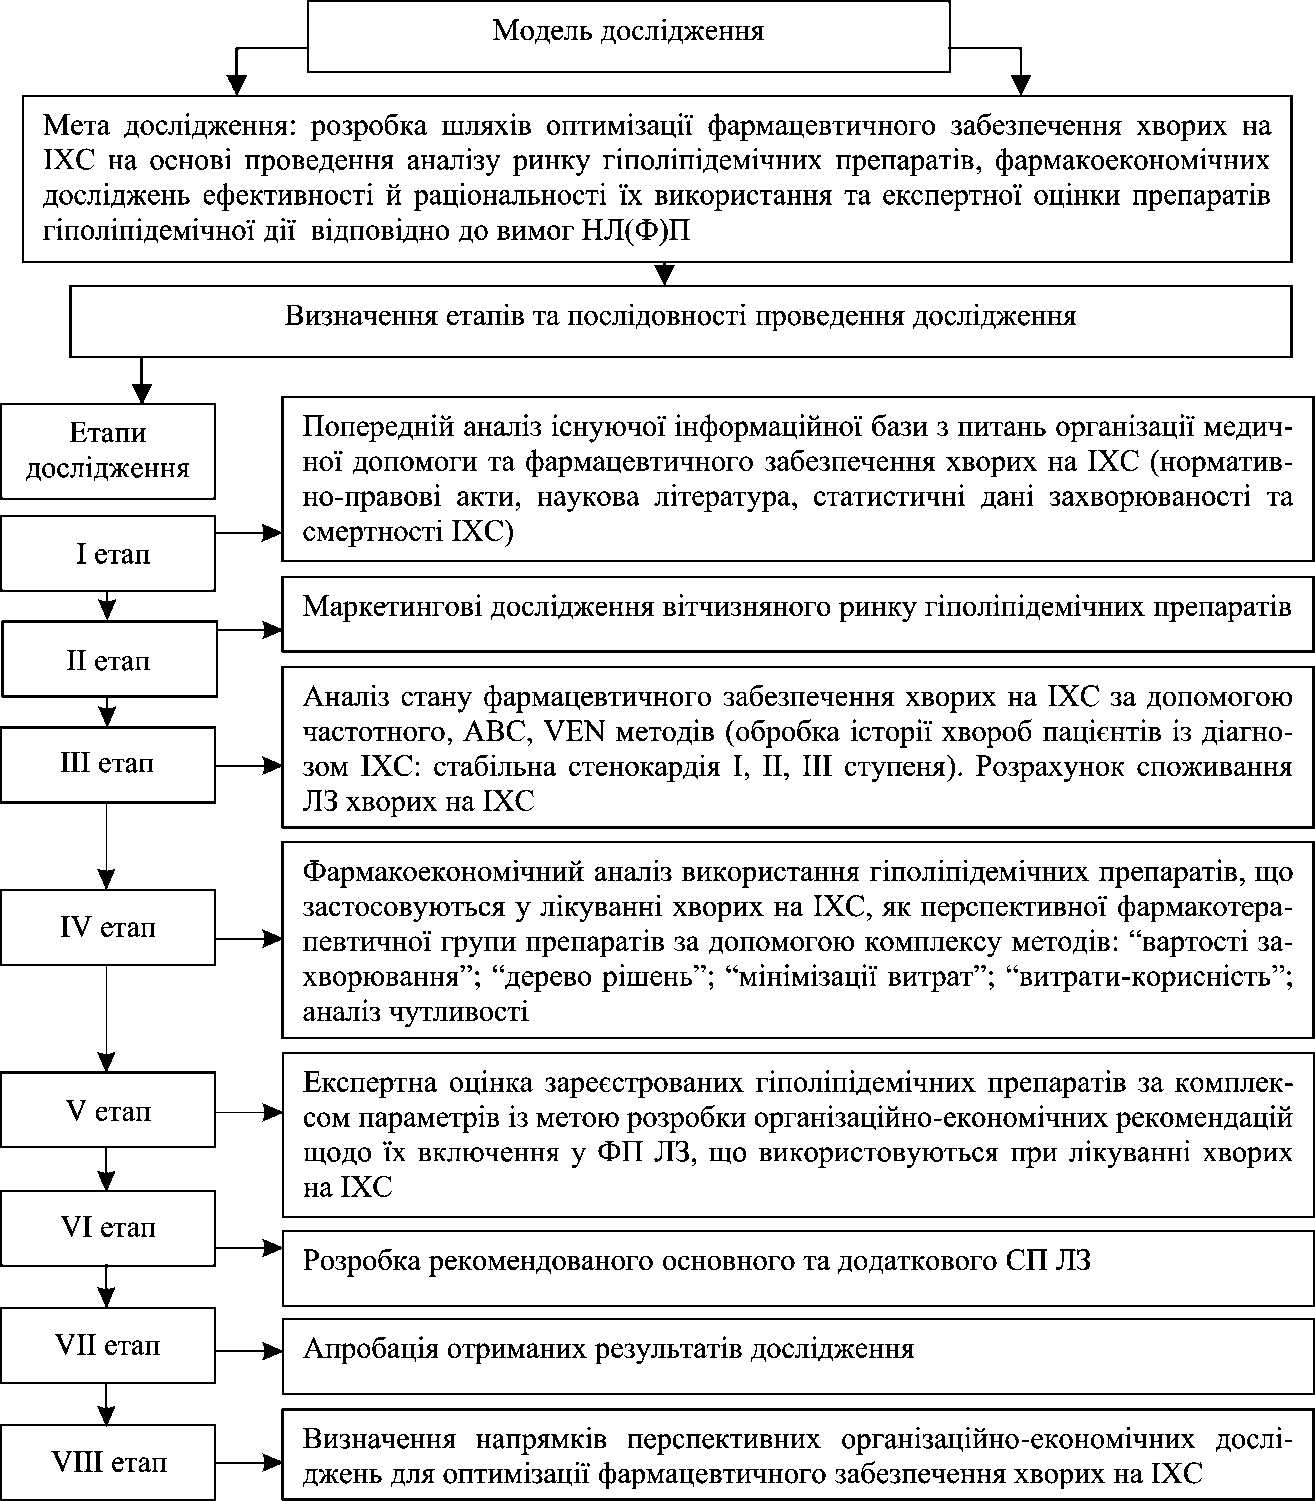 Модель дослідження
Мета дослідження: розробка шляхів оптимізації фармацевтичного забезпечення хворих на
ІХС на основі проведення аналізу ринку гіполіпідемічних препаратів, фармакоекономічних
досліджень ефективності й раціональності їх використання та експертної оцінки препаратів
гіполіпідемічної дії відповідно до вимог НЛ(Ф)П
Визначення етапів та послідовності проведення дослідження
Етапи
дослідження
Попередній аналіз існуючої інформаційної бази з питань організації медич-
ної допомоги та фармацевтичного забезпечення хворих на ІХС (норматив-
но-правові акти, наукова література, статистичні дані захворюваності та
смертності ІХС)
I етап
Маркетингові дослідження вітчизняного ринку гіполіпідемічних препаратів
II етап
Аналіз стану фармацевтичного забезпечення хворих на ІХС за допомогою
частотного, ABC, VEN методів (обробка історії хвороб пацієнтів із діагно-
зом ІХС: стабільна стенокардія I, II, III ступеня). Розрахунок споживання
ЛЗ хворих на ІХС
III етап
Фармакоекономічний аналіз використання гіполіпідемічних препаратів, що
застосовуються у лікуванні хворих на ІХС, як перспективної фармакотера-
певтичної групи препаратів за допомогою комплексу методів: “вартості за-
хворювання”; “дерево рішень”; “мінімізації витрат”; “витрати-корисність”;
аналіз чутливості
IV етап
Експертна оцінка зареєстрованих гіполіпідемічних препаратів за комплек-
сом параметрів із метою розробки організаційно-економічних рекомендацій
щодо їх включення у ФП ЛЗ, що використовуються при лікуванні хворих
на ІХС
V етап
VI етап
Розробка рекомендованого основного та додаткового СП ЛЗ
VII етап
Апробація отриманих результатів дослідження
VIII етап
Визначення напрямків перспективних організаційно-економічних дослі-
джень для оптимізації фармацевтичного забезпечення хворих на ІХС